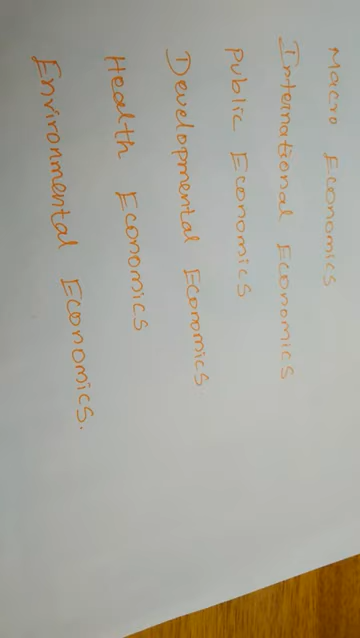 Macro Economics
International Economics
Public Economics
Developmental Economics
Health Economics
Environmental Economics.